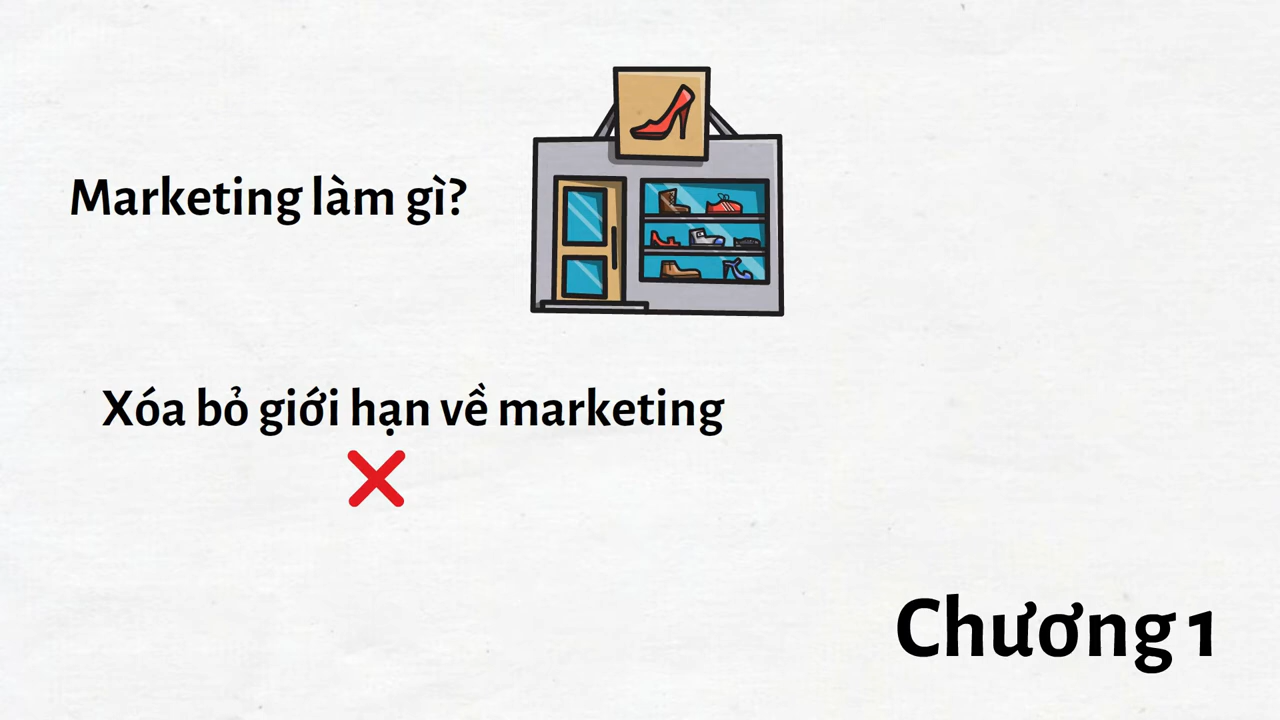 Marketing làm gì?
Xóa bỏ giới hạn về marketing
Chương 1